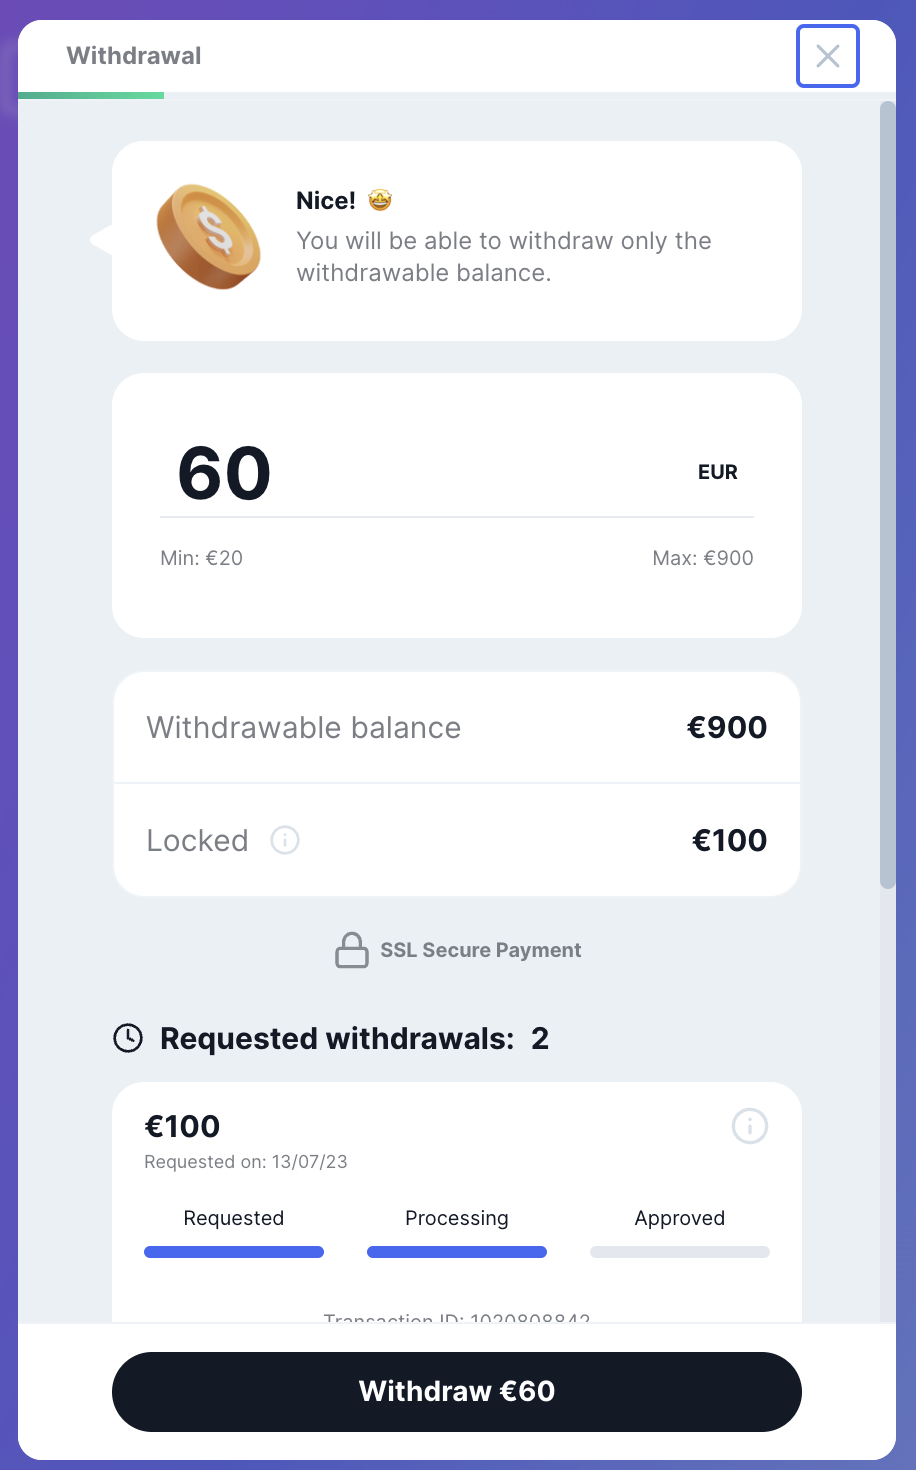 Withdrawal
Nice! 🤩
You will be able to withdraw only the
withdrawable balance.
60
EUR
Min: €20
Max: €900
Withdrawable balance
€900
Locked
€100
SSL Secure Payment
Requested withdrawals: 2
€100
Requested on: 13/07/23
Requested
Processing
Approved
Transaction ID: 1020808842
Withdraw €60